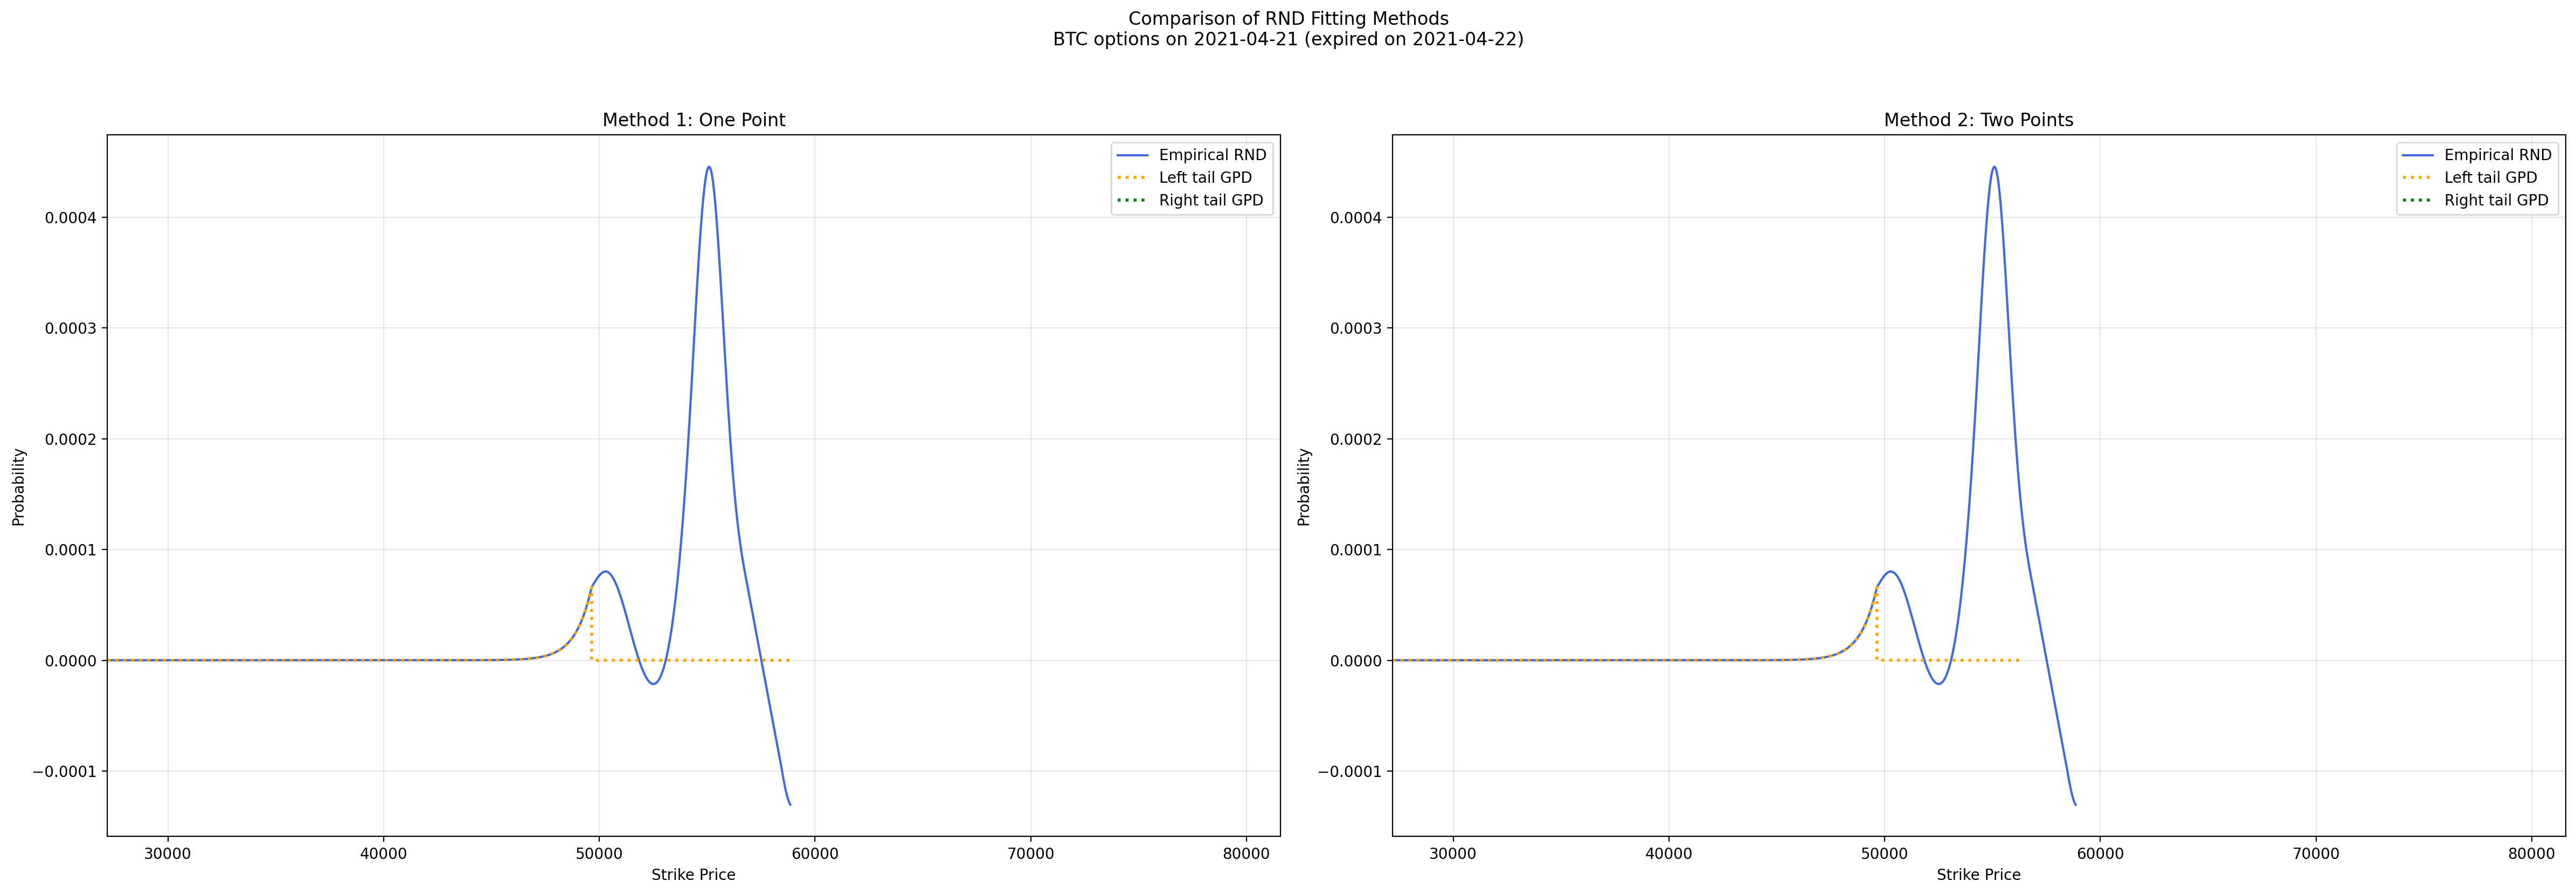 Comparison of RND Fitting Methods
BTC options on 2021-04-21 (expired on 2021-04-22)
Method 1: One Point
Empirical RND
Left tail GPD
Right tail GPD
0.0004
0.0003
0.0002
0.0001
0.0000
−0.0001
Probability
30000
40000
50000
60000
70000
80000
Strike Price
Method 2: Two Points
Empirical RND
Left tail GPD
Right tail GPD
0.0004
0.0003
0.0002
0.0001
0.0000
−0.0001
Probability
30000
40000
50000
60000
70000
80000
Strike Price